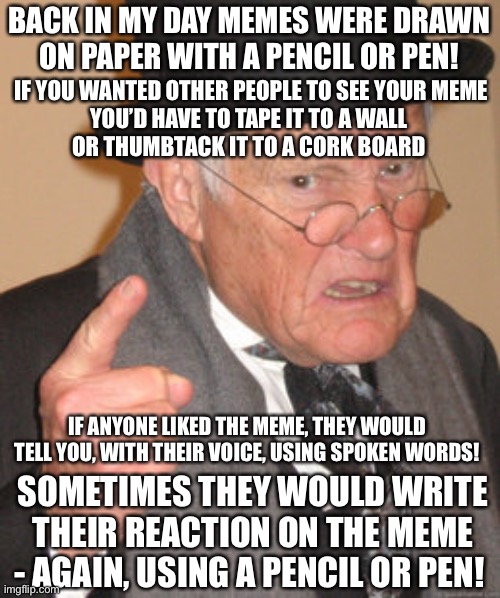 BACK IN MY DAY MEMES WERE DRAWN
ON PAPER WITH A PENCIL OR PEN!
IF YOU WANTED OTHER PEOPLE TO SEE YOUR MEME
YOU'D HAVE TO TAPE IT TO A WALL
OR THUMBTACK IT TO A CORK BOARD
IF ANYONE LIKED THE MEME, THEY WOULD
TELL YOU, WITH THEIR VOICE, USING SPOKEN WORDS!
SOMETIMES THEY WOULD WRITE
THEIR REACTION ON THE MEME
- AGAIN, USING A PENCIL OR PEN!
imgflip.com